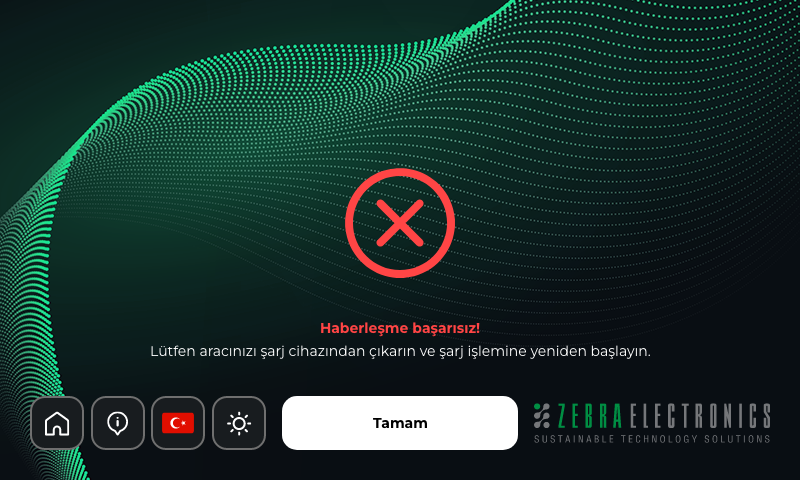 Haberleşme başarısız!
Lütfen aracınızı şarj cihazından çıkarın ve şarj işlemine yeniden başlayın.
Tamam
ZEBRA ELECTRONICS
SUSTAINABLE TECHNOLOGY SOLUTIONS